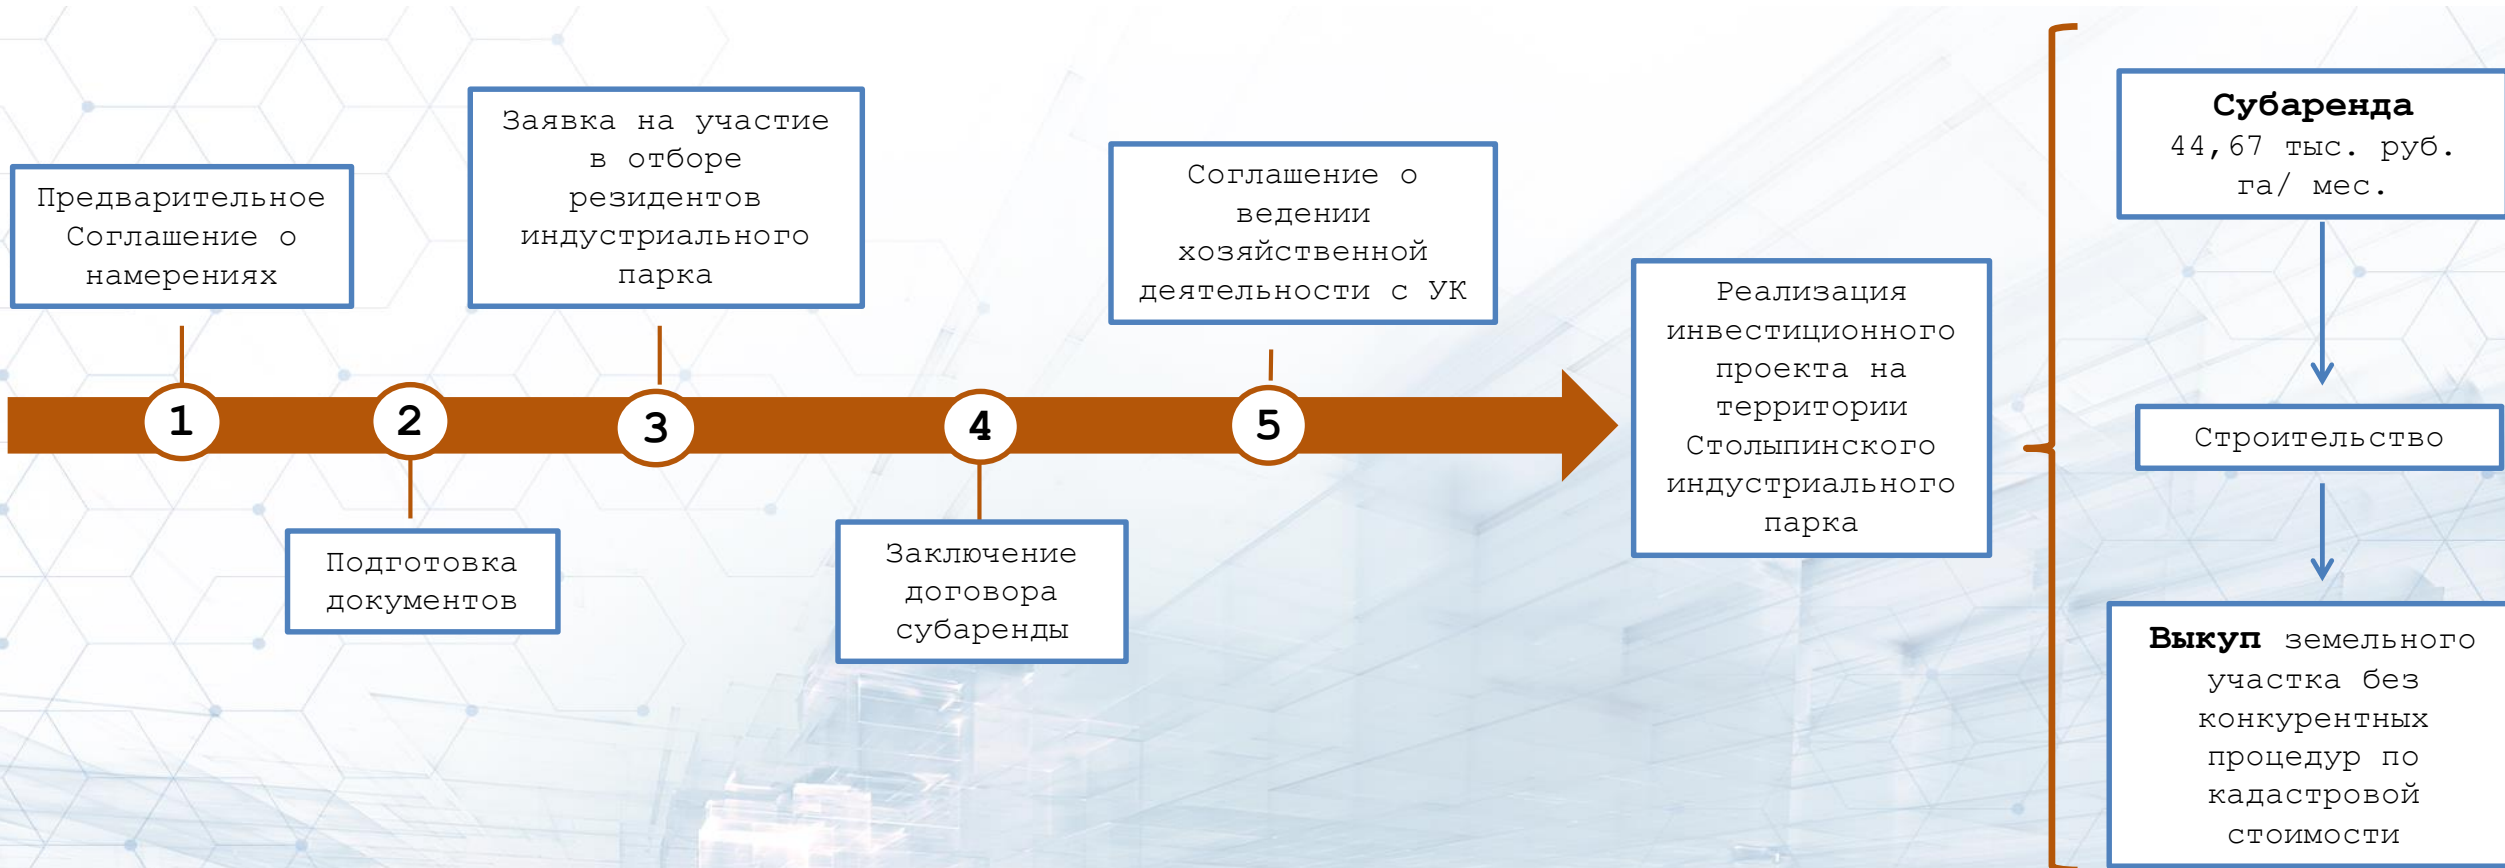 Предварительное
Соглашение о
намерениях
1
2
Подготовка
документов
Заявка на участие
в отборе
резидентов
индустриального
парка
3
4
Заключение
договора
субаренды
Соглашение о
ведении
хозяйственной
деятельности с УК
5
Реализация
инвестиционного
проекта на
территории
Столыпинского
индустриального
парка
Субаренда
44,67 тыс. руб.
га/ мес.
Строительство
Выкуп земельного
участка без
конкурентных
процедур по
кадастровой
стоимости